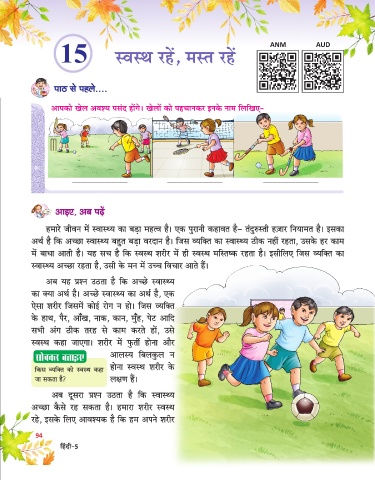 ANM AUD
15 स्वस्थ रहें, मस्त रहें
पाठ से पहले....
आपको खेल अवश्य पसंद होंगे। खेलों को पहचानकर इनके नाम लिखिए-
आइए, अब पढ़ें
हमारे जीवन में स्वास्थ्य का बड़ा महत्व है। एक पुरानी कहावत है– तंदुरुस्ती हज़ार नियामत है। इसका
अर्थ है कि अच्छा स्वास्थ्य बहुत बड़ा वरदान है। जिस व्यक्ति का स्वास्थ्य ठीक नहीं रहता, उसके हर काम
में बाधा आती है। यह सच है कि स्वस्थ शरीर में ही स्वस्थ मस्तिष्क रहता है। इसीलिए जिस व्यक्ति का
स्वास्थ्य अच्छा रहता है, उसी के मन में उच्च विचार आते हैं।
अब यह प्रश्न उठता है कि अच्छे स्वास्थ्य
का क्या अर्थ है। अच्छे स्वास्थ्य का अर्थ है, एक
ऐसा शरीर जिसमें कोई रोग न हो। जिस व्यक्ति
के हाथ, पैर, आँख, नाक, कान, मुँह, पेट आदि
सभी अंग ठीक तरह से काम करते हों, उसे
स्वस्थ कहा जाएगा। शरीर में फुर्ती होना और
आलस्य बिलकुल न
होना स्वस्थ शरीर के
लक्षण हैं।
सोचकर बताइए
किस व्यक्ति को स्वस्थ कहा
जा सकता है?
अब दूसरा प्रश्न उठता है कि स्वास्थ्य
अच्छा कैसे रह सकता है। हमारा शरीर स्वस्थ
रहे, इसके लिए आवश्यक है कि हम अपने शरीर
94
हिंदी-5